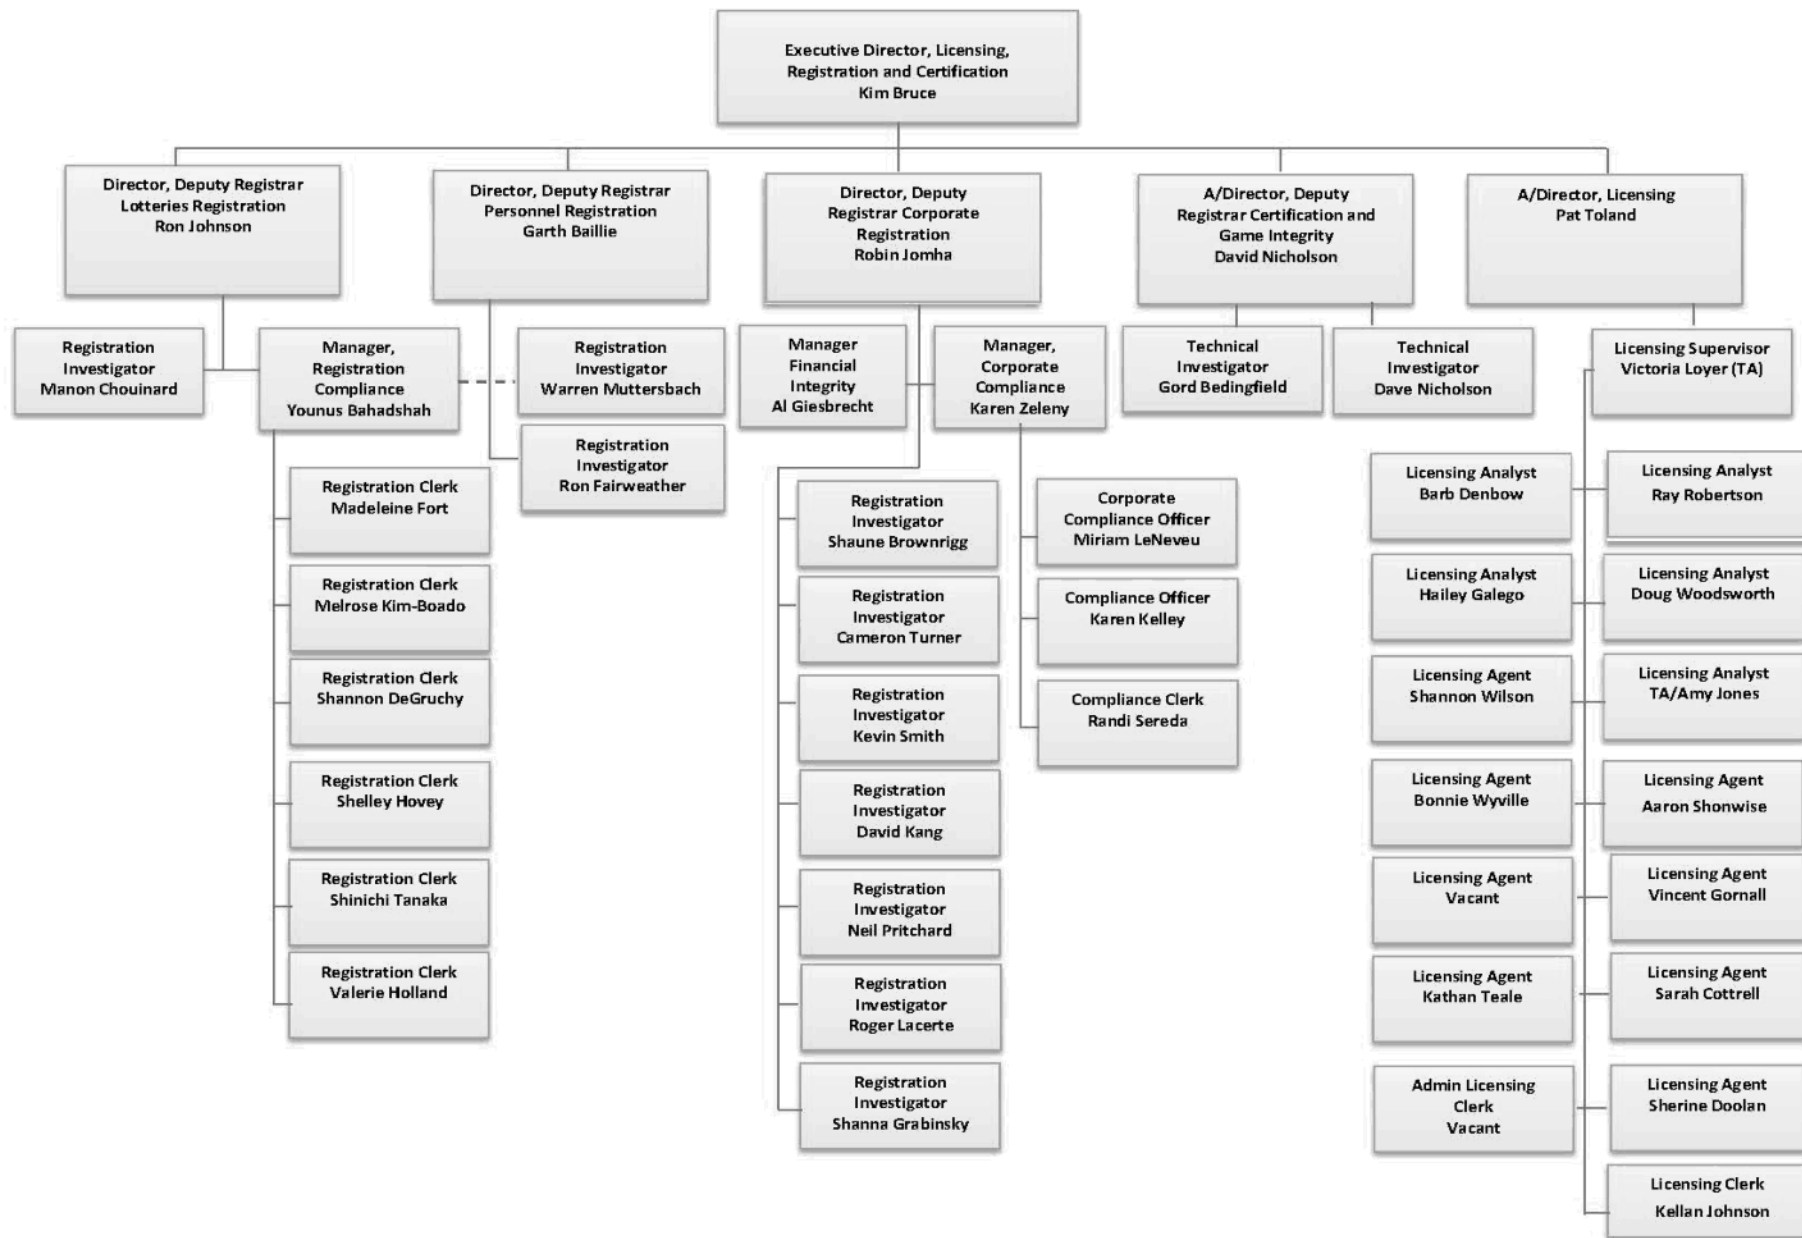 Executive Director, Licensing,
Registration and Certification
Kim Bruce
Director, Deputy Registrar
Lotteries Registration
Ron Johnson
Director, Deputy Registrar
Personnel Registration
Garth Baillie
Director, Deputy
Registrar Corporate
Registration
Robin Jomha
A/Director, Deputy
Registrar Certification and
Game Integrity
David Nicholson
A/Director, Licensing
Pat Toland
Registration
Investigator
Manon Chouinard
Manager,
Registration
Compliance
Younus Bahadshah
Registration
Investigator
Warren Muttersbach
Registration
Investigator
Ron Fairweather
Manager
Financial
Integrity
Al Giesbrecht
Manager,
Corporate
Compliance
Karen Zeleny
Technical
Investigator
Gord Bedingfield
Technical
Investigator
Dave Nicholson
Licensing Supervisor
Victoria Loyer (TA)
Registration Clerk
Madeleine Fort
Registration Clerk
Melrose Kim-Boado
Registration Clerk
Shannon DeGruchy
Registration Clerk
Shelley Hovey
Registration Clerk
Shinichi Tanaka
Registration Clerk
Valerie Holland
Registration
Investigator
Shaune Brownrigg
Registration
Investigator
Cameron Turner
Registration
Investigator
Kevin Smith
Registration
Investigator
David Kang
Registration
Investigator
Neil Pritchard
Registration
Investigator
Roger Lacerte
Registration
Investigator
Shanna Grabinsky
Corporate
Compliance Officer
Miriam LeNeveu
Compliance Officer
Karen Kelley
Compliance Clerk
Randi Sereda
Licensing Analyst
Barb Denbow
Licensing Analyst
Ray Robertson
Licensing Analyst
Hailey Galego
Licensing Analyst
Doug Woodsworth
Licensing Agent
Shannon Wilson
Licensing Analyst
TA/Amy Jones
Licensing Agent
Bonnie Wyville
Licensing Agent
Aaron Shonwise
Licensing Agent
Vacant
Licensing Agent
Vincent Gornall
Licensing Agent
Kathan Teale
Licensing Agent
Sarah Cottrell
Admin Licensing
Clerk
Vacant
Licensing Agent
Sherine Doolan
Licensing Clerk
Kellan Johnson